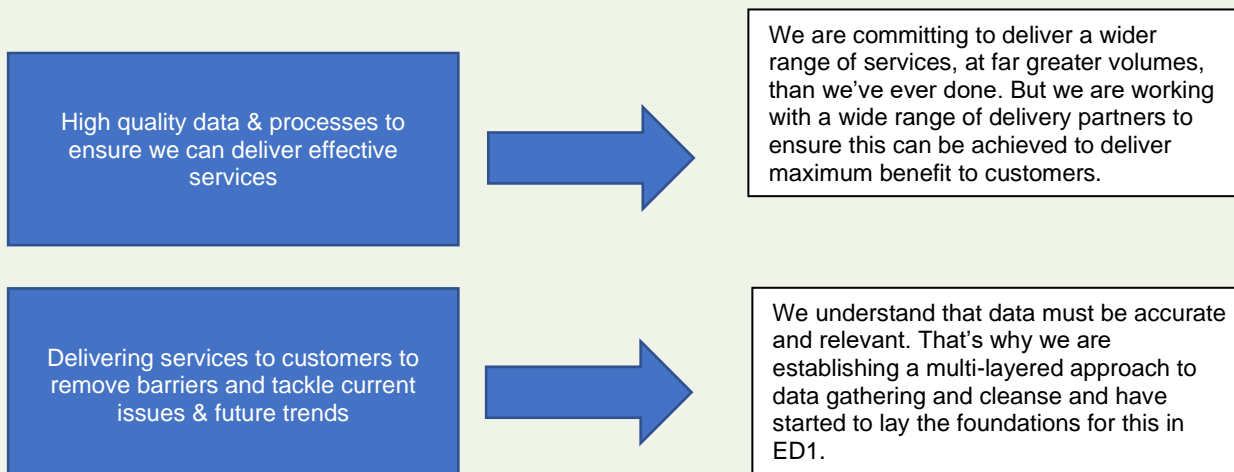 High quality data & processes to
ensure we can deliver effective
services
We are committing to deliver a wider
range of services, at far greater volumes,
than we’ve ever done. But we are working
with a wide range of delivery partners to
ensure this can be achieved to deliver
maximum benefit to customers.
Delivering services to customers to
remove barriers and tackle current
issues & future trends
We understand that data must be accurate
and relevant. That’s why we are
establishing a multi-layered approach to
data gathering and cleanse and have
started to lay the foundations for this in
ED1.